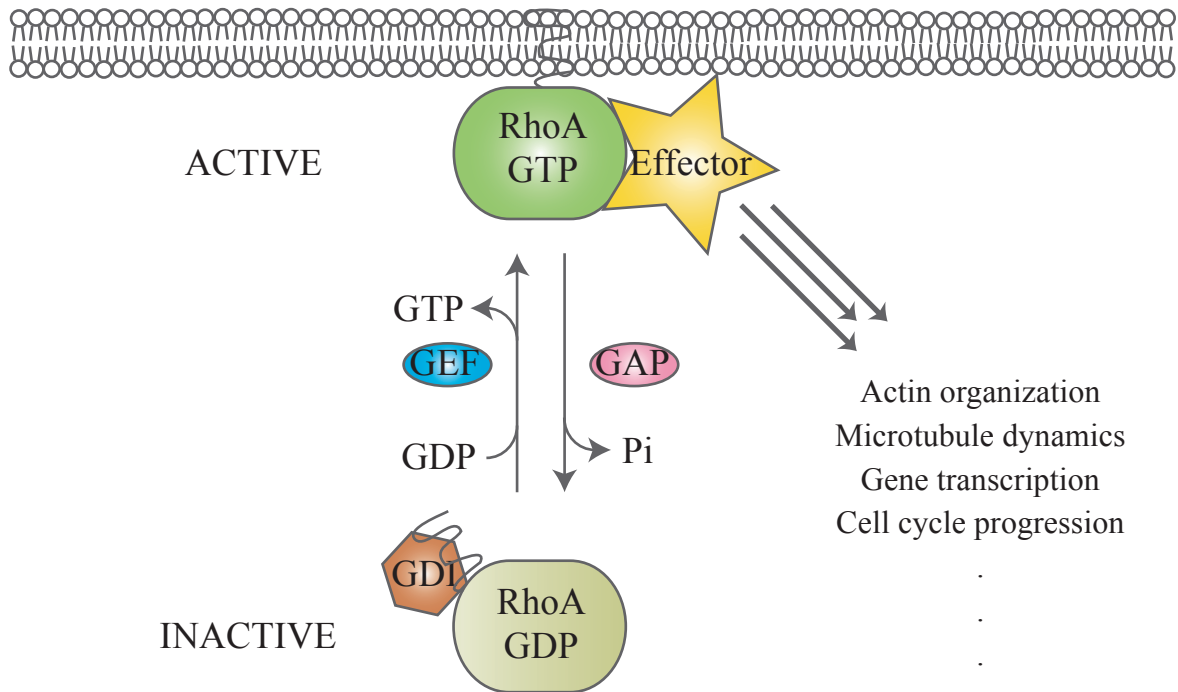 RhoA
GTP
Effector
ACTIVE
GTP
GEF
GAP
GDP
Pi
Actin organization
Microtubule dynamics
Gene transcription
Cell cycle progression
.
.
.
GDI
RhoA
GDP
INACTIVE